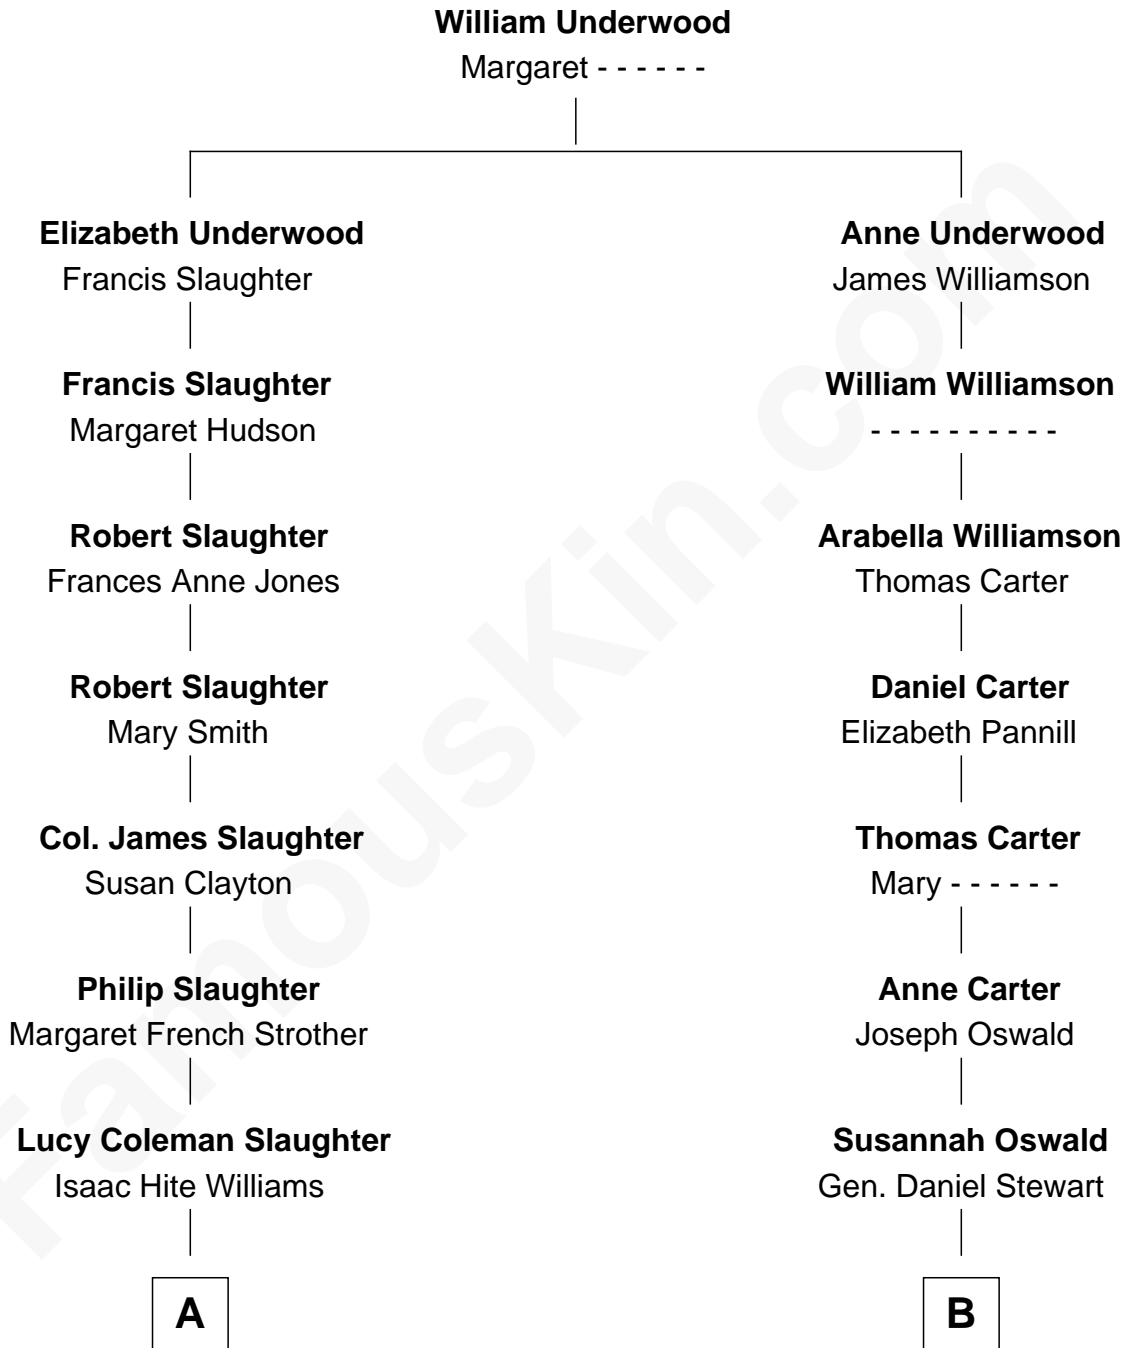 William Underwood
Margaret - - - - - -
Elizabeth Underwood
Francis Slaughter
Anne Underwood
James Williamson
Francis Slaughter
Margaret Hudson
William Williamson
- - - - - - - - - -
Robert Slaughter
Frances Anne Jones
Arabella Williamson
Thomas Carter
Robert Slaughter
Mary Smith
Daniel Carter
Elizabeth Pannill
Col. James Slaughter
Susan Clayton
Thomas Carter
Mary - - - - - -
Philip Slaughter
Margaret French Strother
Anne Carter
Joseph Oswald
Lucy Coleman Slaughter
Isaac Hite Williams
Susannah Oswald
Gen. Daniel Stewart
A
B
FamousKin.com